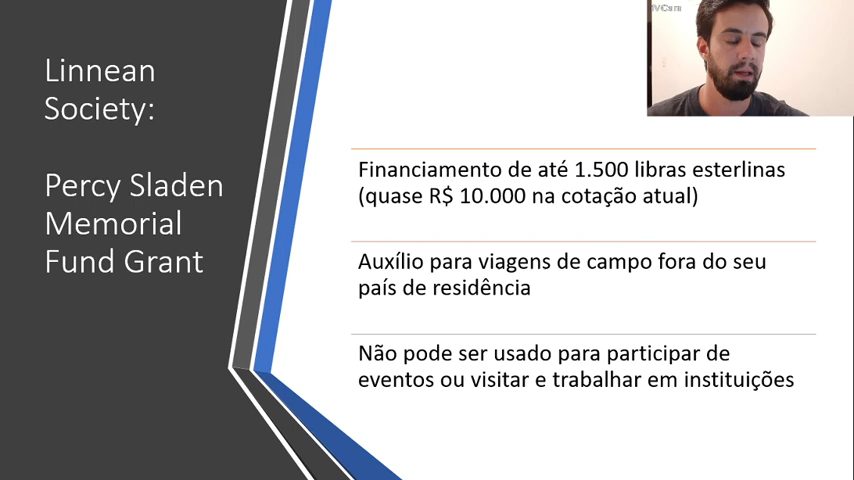 Linnean
Society:
Percy Sladen
Memorial
Fund Grant
Financiamento de até 1.500 libras esterlinas
(quase R$ 10.000 na cotação atual)
Auxílio para viagens de campo fora do seu
país de residência
Não pode ser usado para participar de
eventos ou visitar e trabalhar em instituições